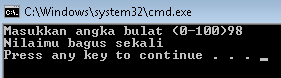 C:\Windows\system32\cmd.exe
Masukkan angka bulat (0-100)98
Nilaimu bagus sekali
Press any key to continue . . .